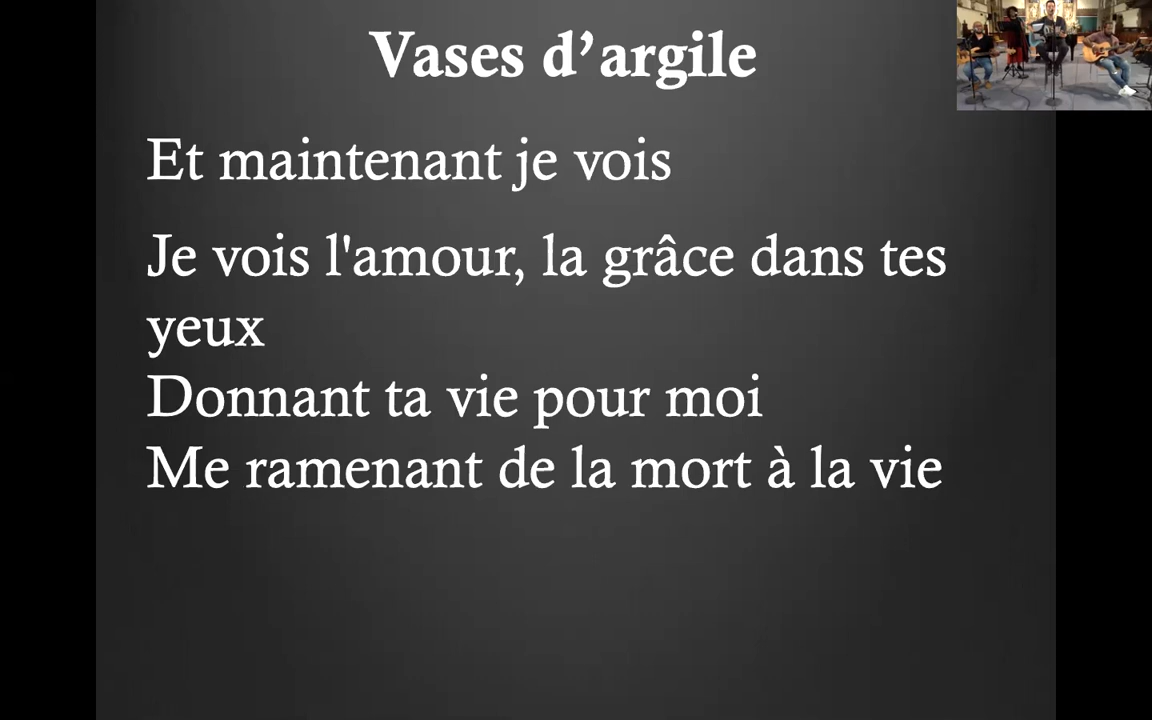 Vases d’argile
Et maintenant je vois
Je vois l'amour, la grâce dans tes
yeux
Donnant ta vie pour moi
Me ramenant de la mort à la vie